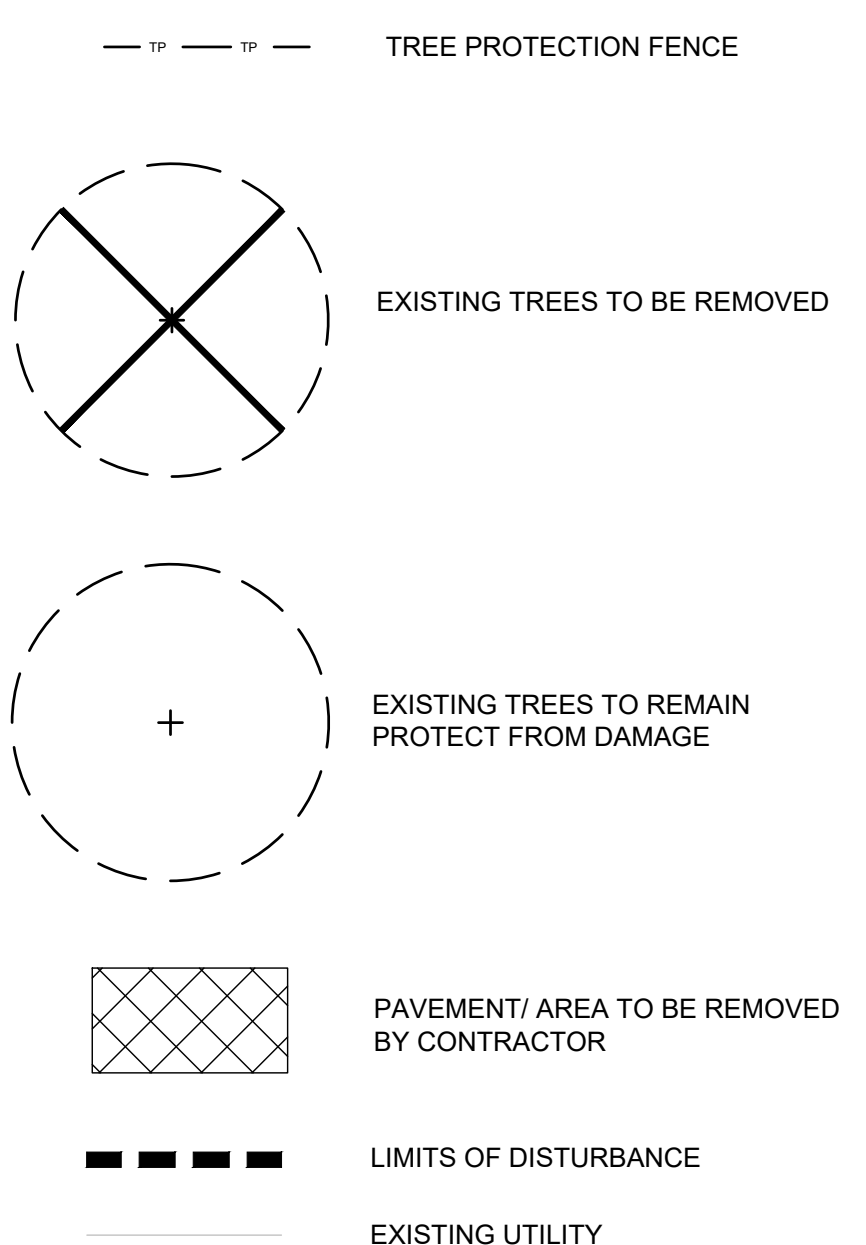 TP TP TREE PROTECTION FENCE
EXISTING TREES TO BE REMOVED
EXISTING TREES TO REMAIN
PROTECT FROM DAMAGE
PAVEMENT/ AREA TO BE REMOVED
BY CONTRACTOR
LIMITS OF DISTURBANCE
EXISTING UTILITY